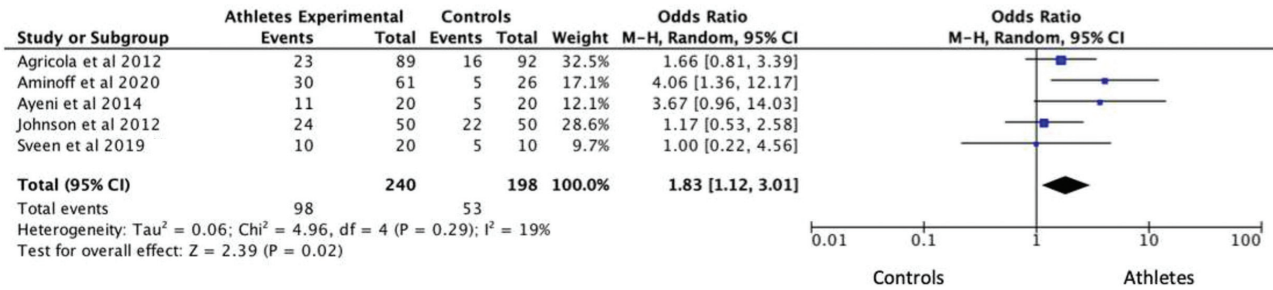 Athletes Experimental Controls Odds Ratio Odds Ratio
Study or Subgroup Events Total Events Total Weight M-H, Random, 95% CI M-H, Random, 95% CI
Agricola et al 2012 23 89 16 92 32.5% 1.66 [0.81, 3.39]
Aminoff et al 2020 30 61 5 26 17.1% 4.06 [1.36, 12.17]
Ayeni et al 2014 11 20 5 20 12.1% 3.67 [0.96, 14.03]
Johnson et al 2012 24 50 22 50 28.6% 1.17 [0.53, 2.58]
Sveen et al 2019 10 20 5 10 9.7% 1.00 [0.22, 4.56]
Total (95% CI) 240 198 100.0% 1.83 [1.12, 3.01]
Total events 98 53
Heterogeneity: Tau² = 0.06; Chi² = 4.96, df = 4 (P = 0.29); I² = 19%
Test for overall effect: Z = 2.39 (P = 0.02)
0.01 0.1 1 10 100
Controls Athletes